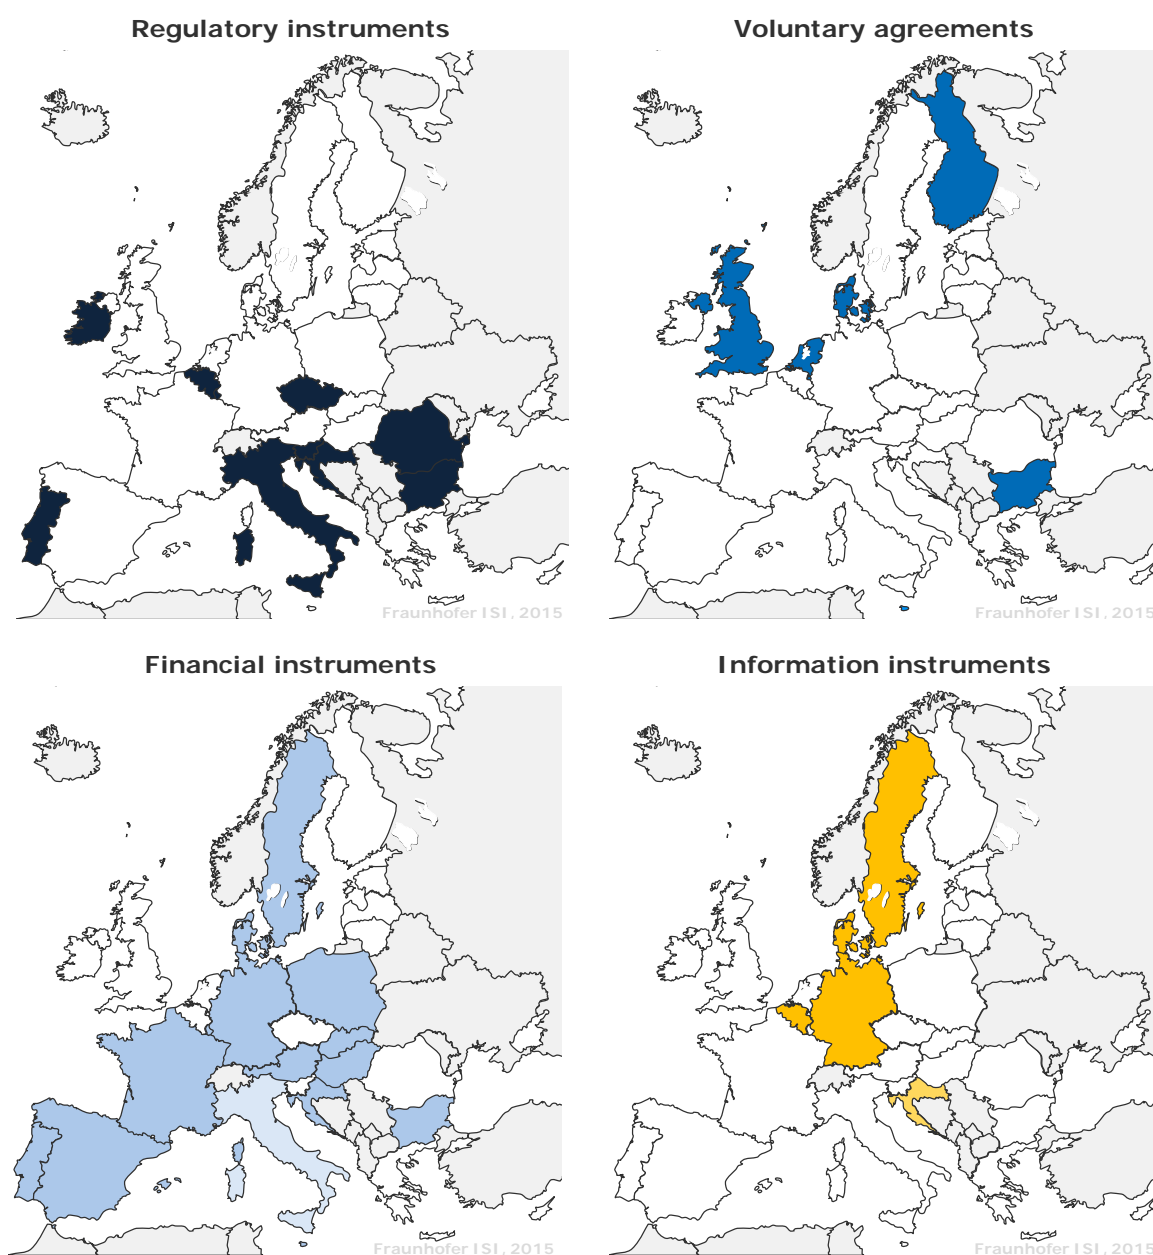 Regulatory instruments
Voluntary agreements
Fraunhofer ISI, 2015
Fraunhofer ISI, 2015
Financial instruments
Information instruments
Fraunhofer ISI, 2015
Fraunhofer ISI, 2015